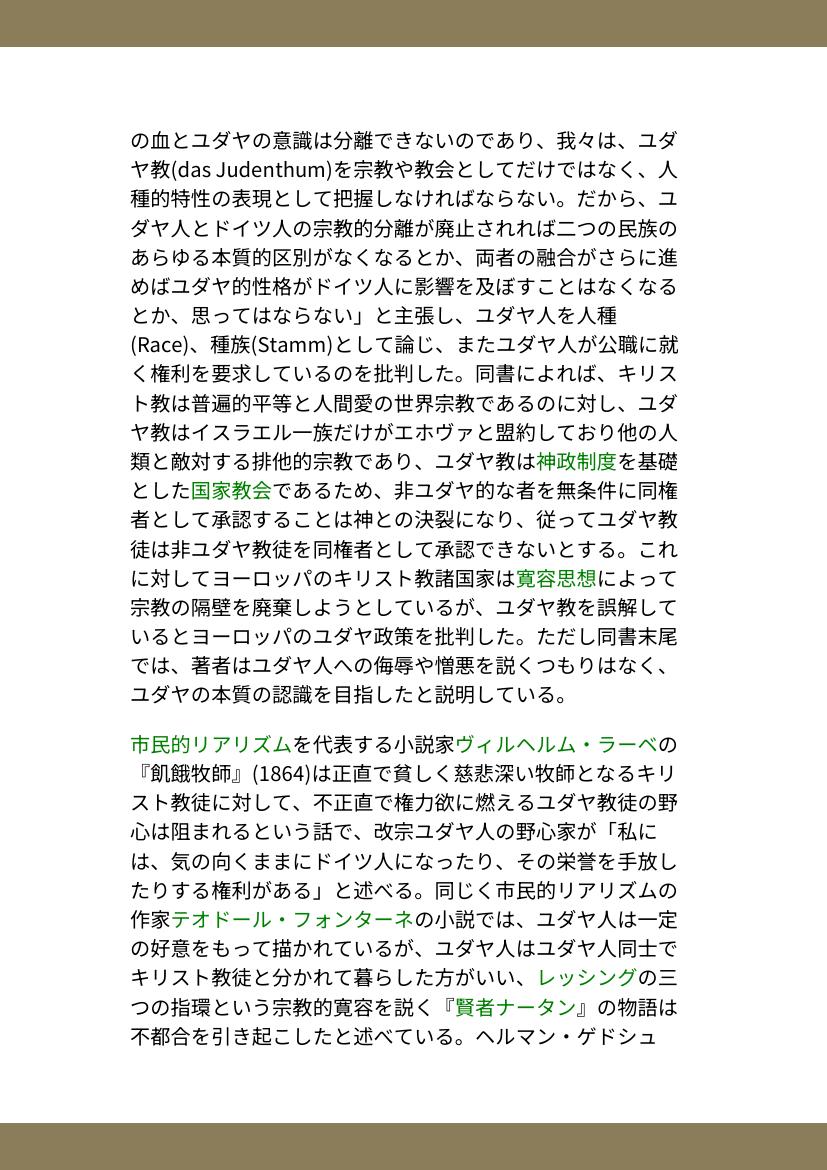 の血とユダヤの意識は分離できないのであり、我々は、ユダ
ヤ教(das Judenthum)を宗教や教会としてだけではなく、人
種的特性の表現として把握しなければならない。だから、ユ
ダヤ人とドイツ人の宗教的分離が廃止されれば二つの民族の
あらゆる本質的区別がなくなるとか、両者の融合がさらに進
めばユダヤ的性格がドイツ人に影響を及ぼすことはなくなる
とか、思ってはならない」と主張し、ユダヤ人を人種
(Race)、種族(Stamm)として論じ、またユダヤ人が公職に就
く権利を要求しているのを批判した。同書によれば、キリス
ト教は普遍的平等と人間愛の世界宗教であるのに対し、ユダ
ヤ教はイスラエル一族だけがエホヴァと盟約しており他の人
類と敵対する排他的宗教であり、ユダヤ教は神政制度を基礎
とした国家教会であるため、非ユダヤ的な者を無条件に同権
者として承認することは神との決裂になり、従ってユダヤ教
徒は非ユダヤ教徒を同権者として承認できないとする。これ
に対してヨーロッパのキリスト教諸国家は寛容思想によって
宗教の隔壁を廃棄しようとしているが、ユダヤ教を誤解して
いるとヨーロッパのユダヤ政策を批判した。ただし同書末尾
では、著者はユダヤ人への侮辱や憎悪を説くつもりはなく、
ユダヤの本質の認識を目指したと説明している。
市民的リアリズムを代表する小説家ヴィルヘルム・ラーベの
『飢餓牧師』(1864)は正直で貧しく慈悲深い牧師となるキリ
スト教徒に対して、不正直で権力欲に燃えるユダヤ教徒の野
心は阻まれるという話で、改宗ユダヤ人の野心家が「私に
は、気の向くままにドイツ人になったり、その栄誉を手放し
たりする権利がある」と述べる。同じく市民的リアリズムの
作家テオドール・フォンターネの小説では、ユダヤ人は一定
の好意をもって描かれているが、ユダヤ人はユダヤ人同士で
キリスト教徒と分かれて暮らした方がいい、レッシングの三
つの指環という宗教的寛容を説く『賢者ナータン』の物語は
不都合を引き起こしたと述べている。ヘルマン・ゲドシュ